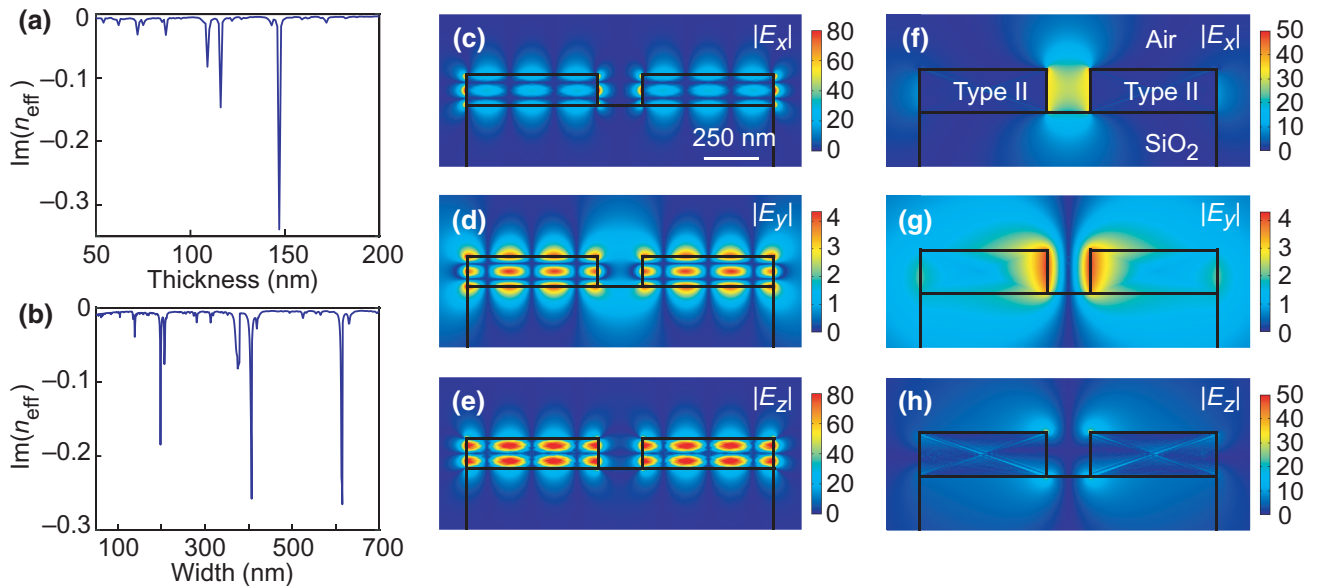 (a)
0
−0.1
−0.2
−0.3
Im(neff)
50 100 150 200
Thickness (nm)
(b)
0
−0.1
−0.2
−0.3
Im(neff)
100 300 500 700
Width (nm)
(c)
|Ex|
250 nm
80
60
40
20
0
(d)
|Ey|
4
3
2
1
0
(e)
|Ez|
80
60
40
20
0
(f)
|Ex|
Air
Type II Type II
SiO2
50
40
30
20
10
0
(g)
|Ey|
4
3
2
1
0
(h)
|Ez|
50
40
30
20
10
0